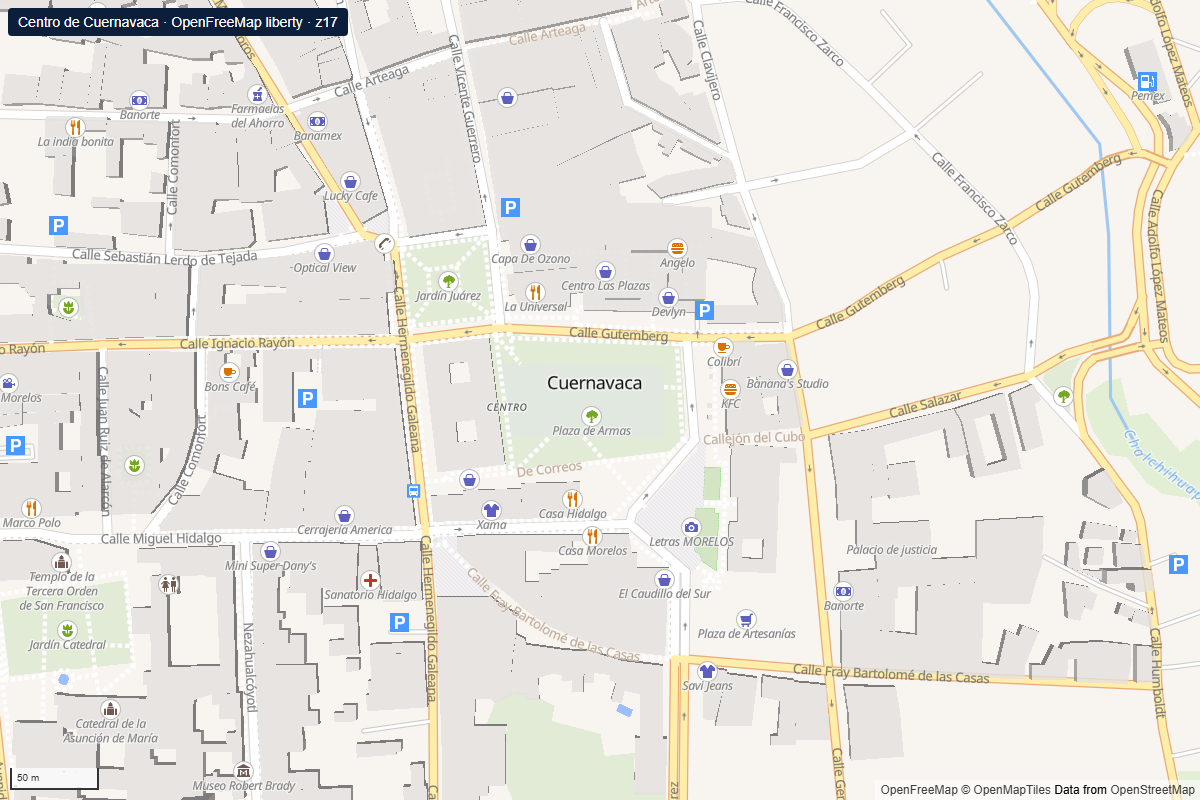 Centro de Cuernavaca · OpenFreeMap liberty · z17
Calle Arteaga
Calle Francisco Zarco
Calle Adolfo López Mateos
Calle Vicente Guerrero
Calle Clavijero
Calle Arteaga
Pemex
Banorte
Farmacias
del Ahorro
Banamex
La india bonita
Calle Comonfort
Calle Francisco Zarco
Calle Gutemberg
Calle Adolfo López Mateos
Lucky Cafe
P
P
Calle Sebastián Lerdo de Tejada
Optical View
Capa De Ozono
Angelo
Centro Las Plazas
Jardín Juárez
La Universal
Devlyn
P
Calle Gutemberg
Calle Hermenegildo Galeana
Calle Gutemberg
Calle Ignacio Rayón
o Rayón
Colibrí
Bons Café
Morelos
Cuernavaca
Banana's Studio
KFC
P
CENTRO
Plaza de Armas
Calle Salazar
Callejón del Cubo
Calle Juan Ruiz de Alarcón
Calle Comonfort
P
De Correos
Marco Polo
Cerrajería America
Xama
Casa Hidalgo
Calle Miguel Hidalgo
Letras MORELOS
Casa Morelos
Palacio de justicia
P
Mini Super-Dany's
Templo de la
Tercera Orden
de San Francisco
Sanatorio Hidalgo
El Caudillo del Sur
Banorte
Calle Hermenegildo Galeana
Calle Fray Bartolomé de las Casas
P
Plaza de Artesanías
Jardín Catedral
Nezahualcóyotl
Calle Fray Bartolomé de las Casas
Calle Humboldt
Savi Jeans
Catedral de la
Asunción de María
Museo Robert Brady
50 m
OpenFreeMap © OpenMapTiles Data from OpenStreetMap